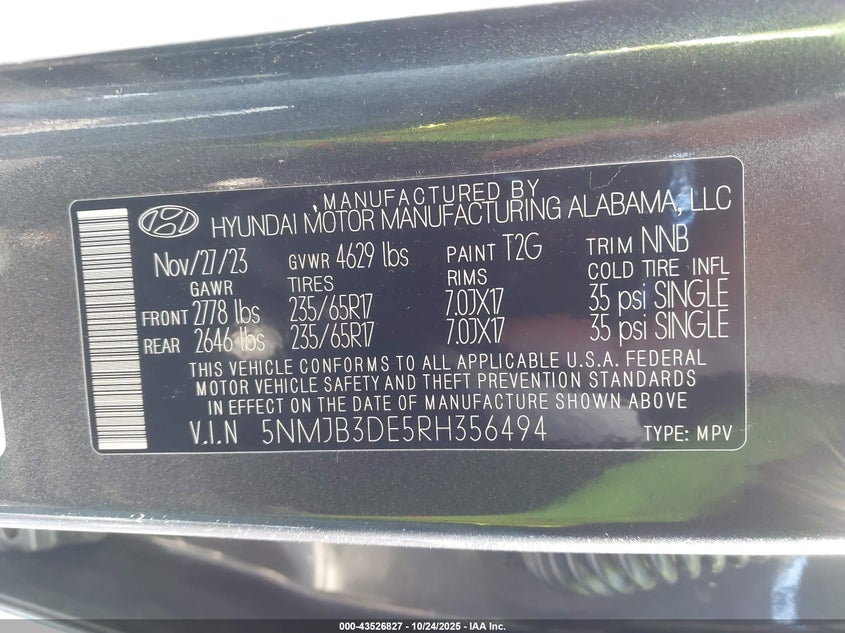 MANUFACTURED BY
HYUNDAI MOTOR MANUFACTURING ALABAMA, LLC
Nov/27/23 GVWR 4629 lbs PAINT T2G TRIM NNB
GAWR TIRES RIMS COLD TIRE INFL
FRONT 2778 lbs 235/65R17 7.0JX17 35 psi SINGLE
REAR 2646 lbs 235/65R17 7.0JX17 35 psi SINGLE
THIS VEHICLE CONFORMS TO ALL APPLICABLE U.S.A. FEDERAL
MOTOR VEHICLE SAFETY AND THEFT PREVENTION STANDARDS
IN EFFECT ON THE DATE OF MANUFACTURE SHOWN ABOVE
V.I.N 5NMJB3DE5RH356494 TYPE: MPV
000-43526827 - 10/24/2025 - IAA Inc.